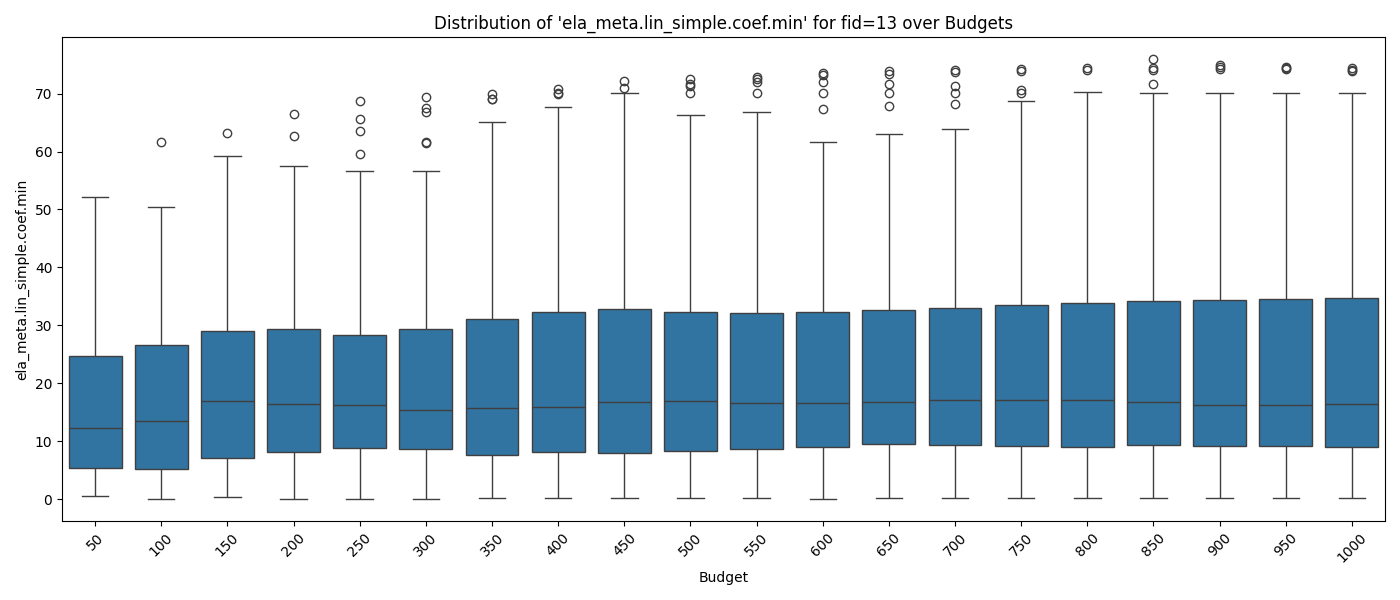 Distribution of 'ela_meta.lin_simple.coef.min' for fid=13 over Budgets
ela_meta.lin_simple.coef.min
70
60
50
40
30
20
10
0
50 100 150 200 250 300 350 400 450 500 550 600 650 700 750 800 850 900 950 1000
Budget